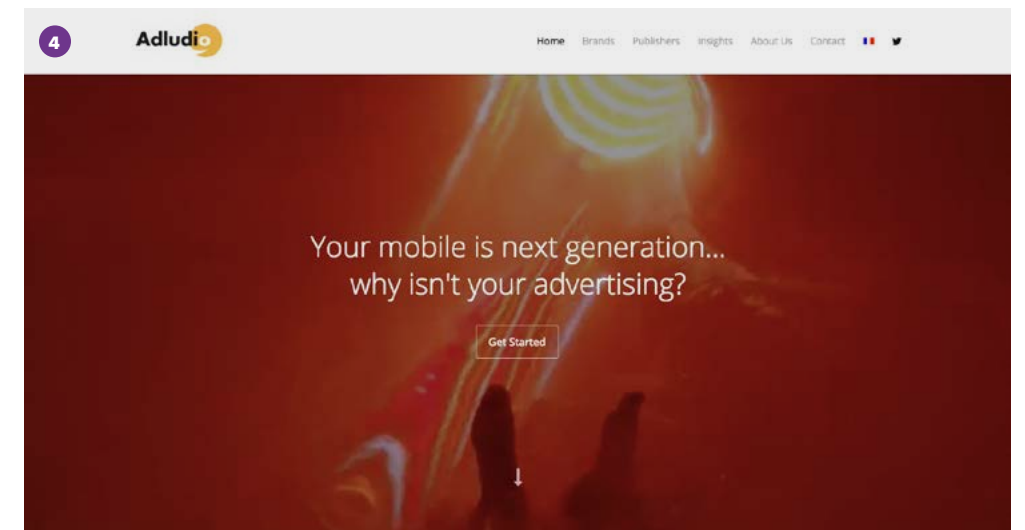 4
Adludio
Home Brands Publishers Insights About Us Contact
Your mobile is next generation...
why isn't your advertising?
Get Started